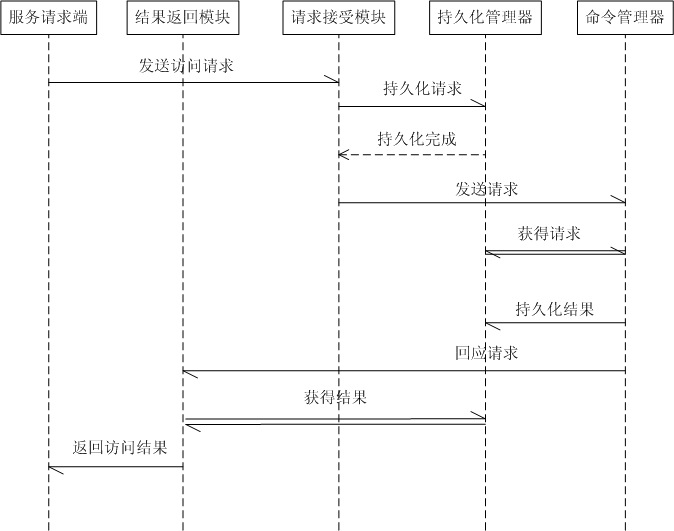 服务请求端
结果返回模块
请求接受模块
持久化管理器
命令管理器
发送访问请求
持久化请求
持久化完成
发送请求
获得请求
持久化结果
回应请求
获得结果
返回访问结果